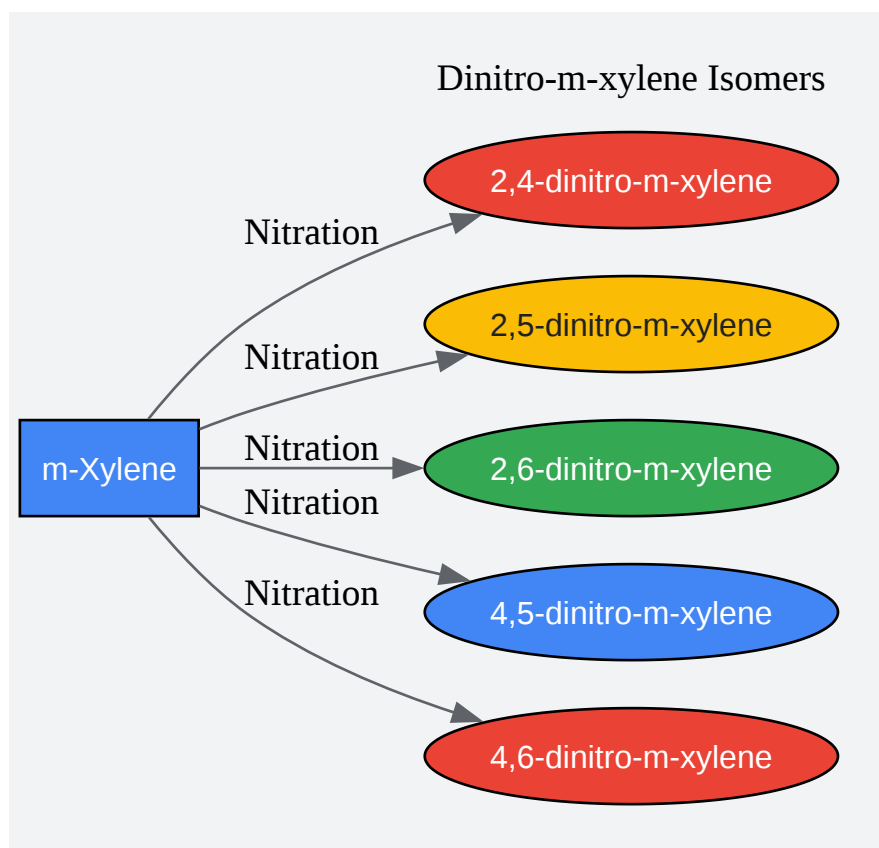 Dinitro-m-xylene Isomers
2,4-dinitro-m-xylene
Nitration
2,5-dinitro-m-xylene
Nitration
m-Xylene
Nitration
2,6-dinitro-m-xylene
Nitration
4,5-dinitro-m-xylene
Nitration
4,6-dinitro-m-xylene